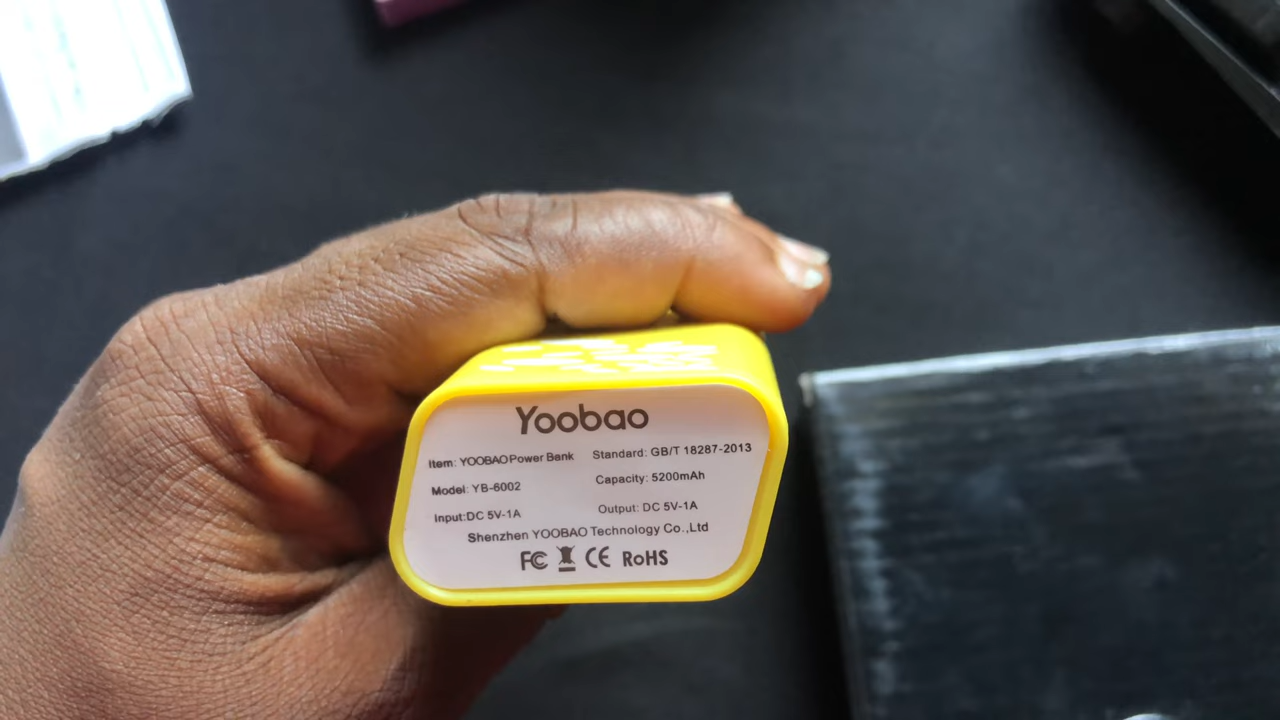 Yoobao
Item: YOOBAO Power Bank Standard: GB/T 18287-2013
Model: YB-6002 Capacity: 5200mAh
Input:DC 5V-1A Output: DC 5V-1A
Shenzhen YOOBAO Technology Co.,Ltd
FC CE RoHS